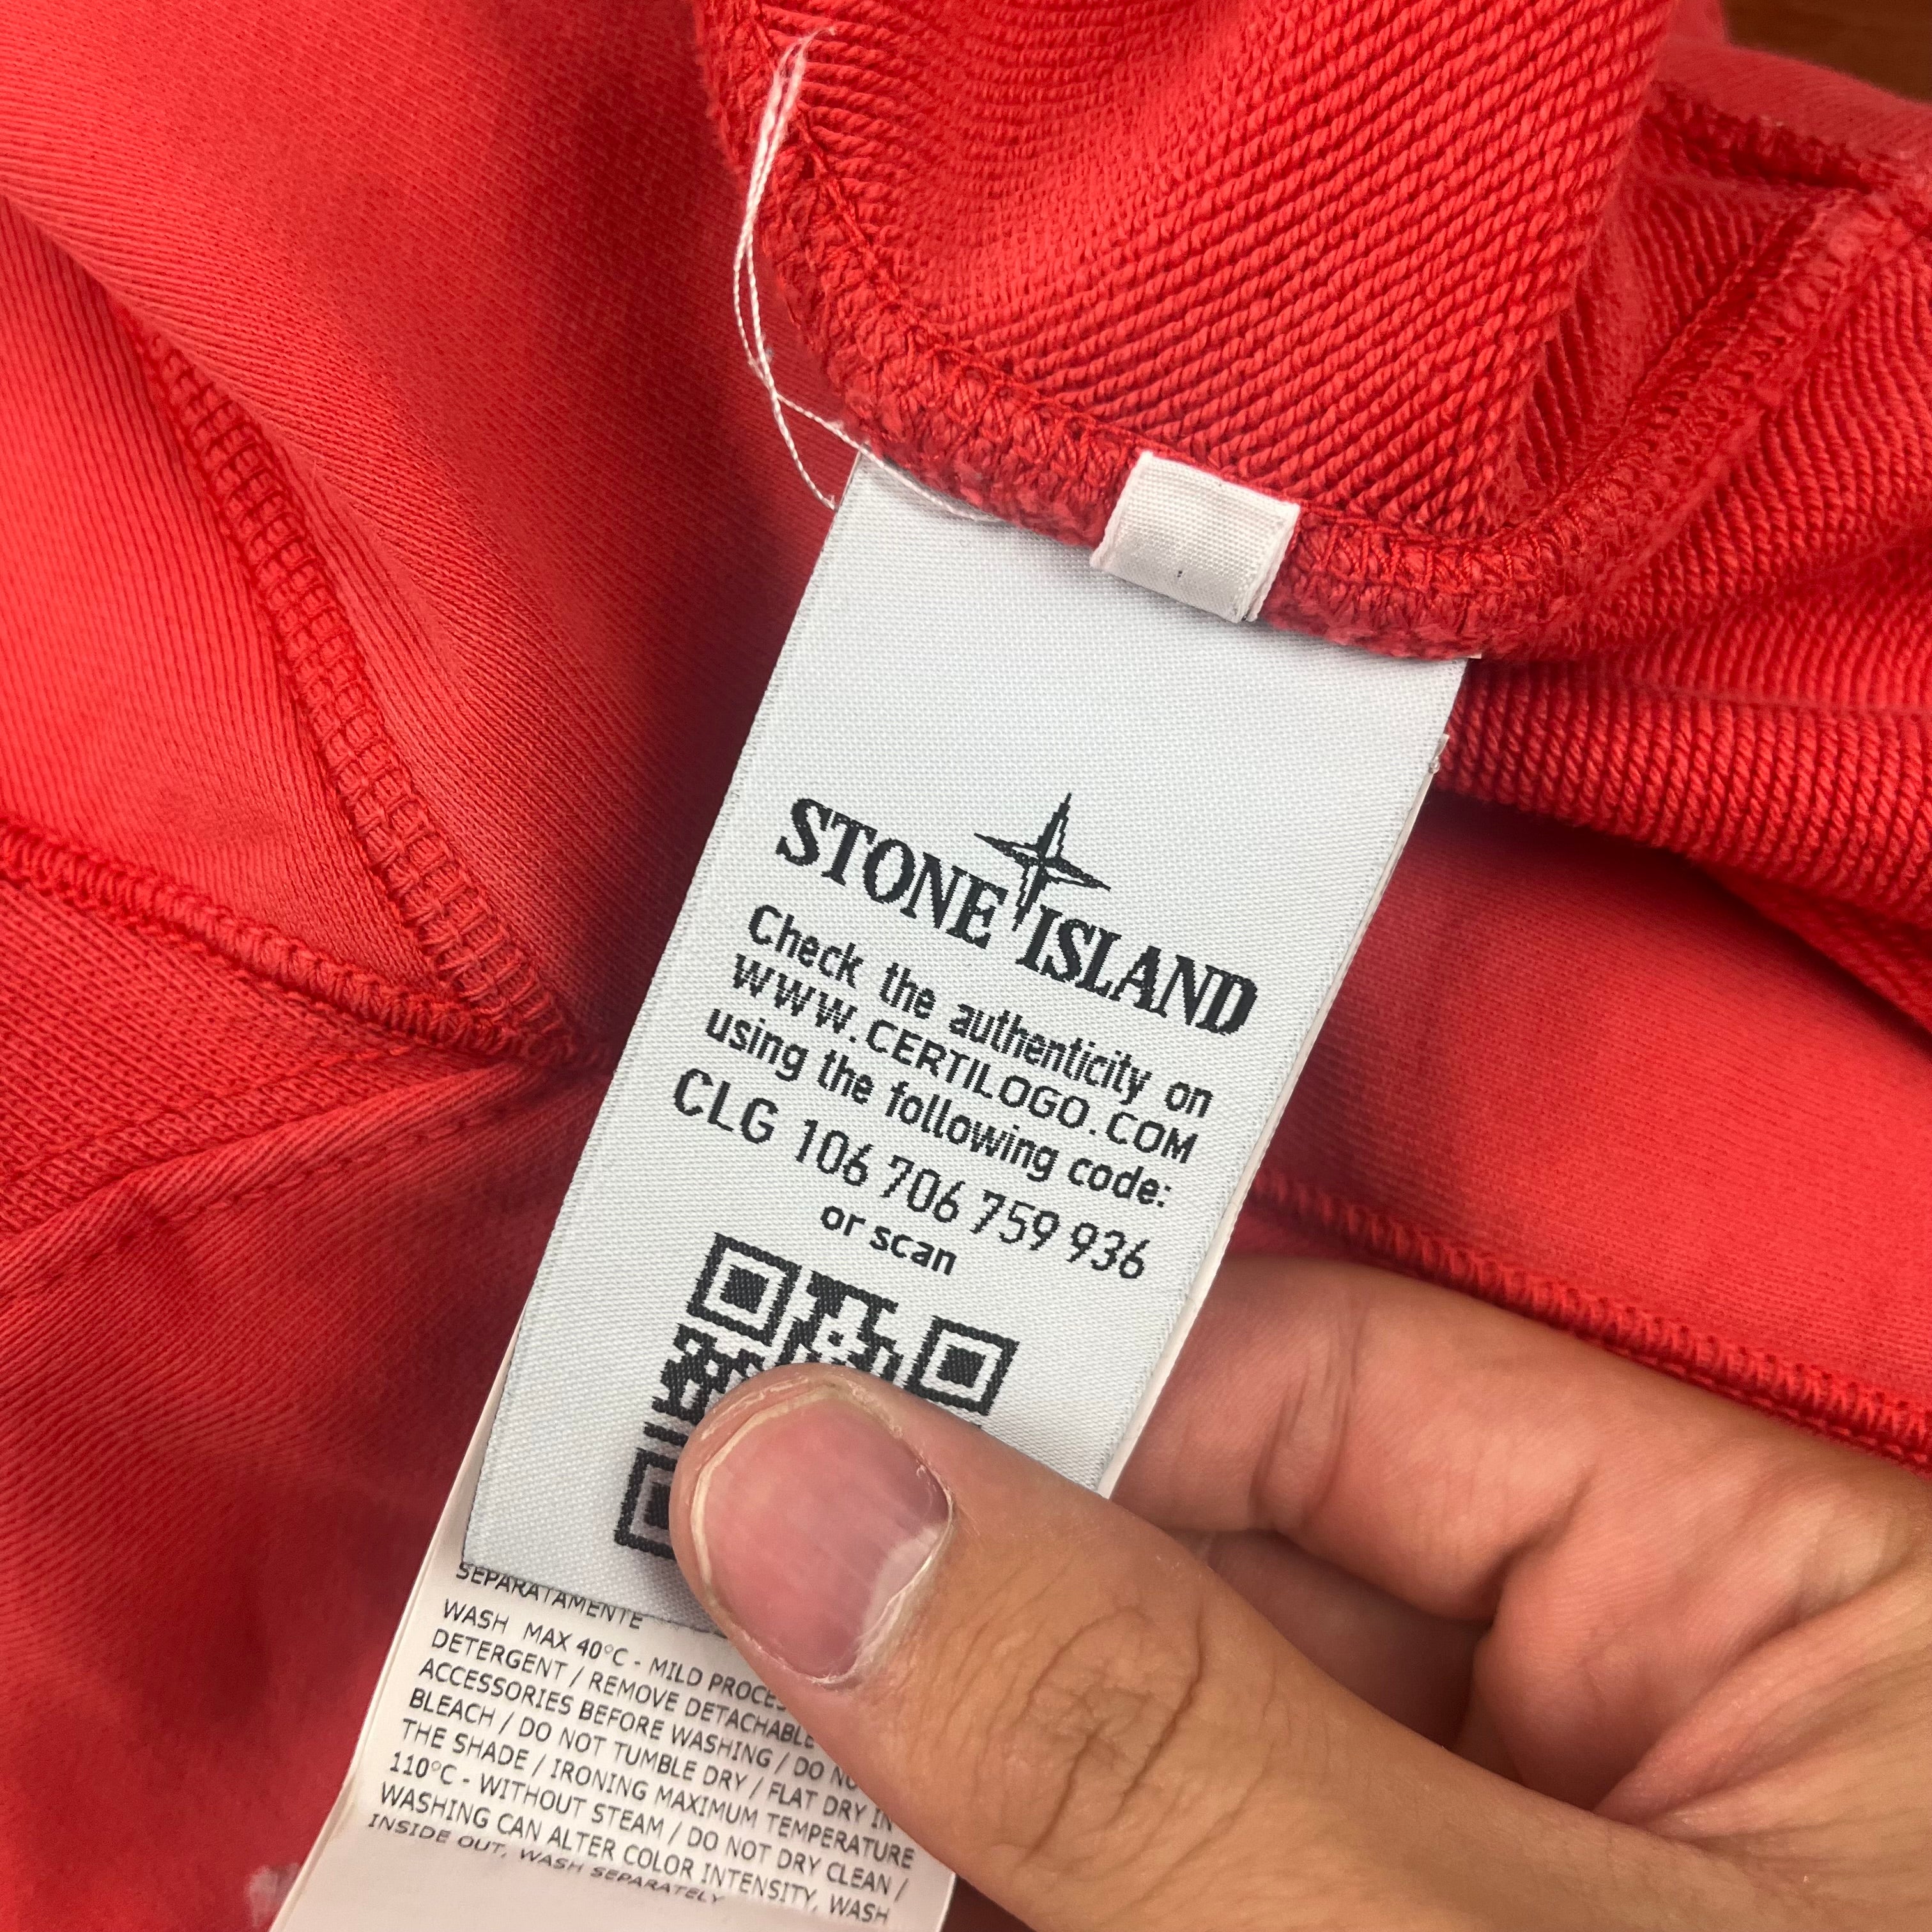 STONE ISLAND
Check the authenticity on
WWW.CERTILOGO.COM
using the following code:
CLG 106 706 759 936
or scan
SEPARATAMENTE
WASH MAX 40°C - MILD
DETERGENT / REMOVE DETACHABLE
ACCESSORIES BEFORE WASHING / DO
BLEACH / DO NOT TUMBLE DRY / FLAT DRY IN
THE SHADE / IRONING MAXIMUM TEMPERATURE
110°C - WITHOUT STEAM / DO NOT DRY CLEAN /
WASHING CAN ALTER COLOR INTENSITY, WASH
INSIDE OUT, WASH SEPARATELY